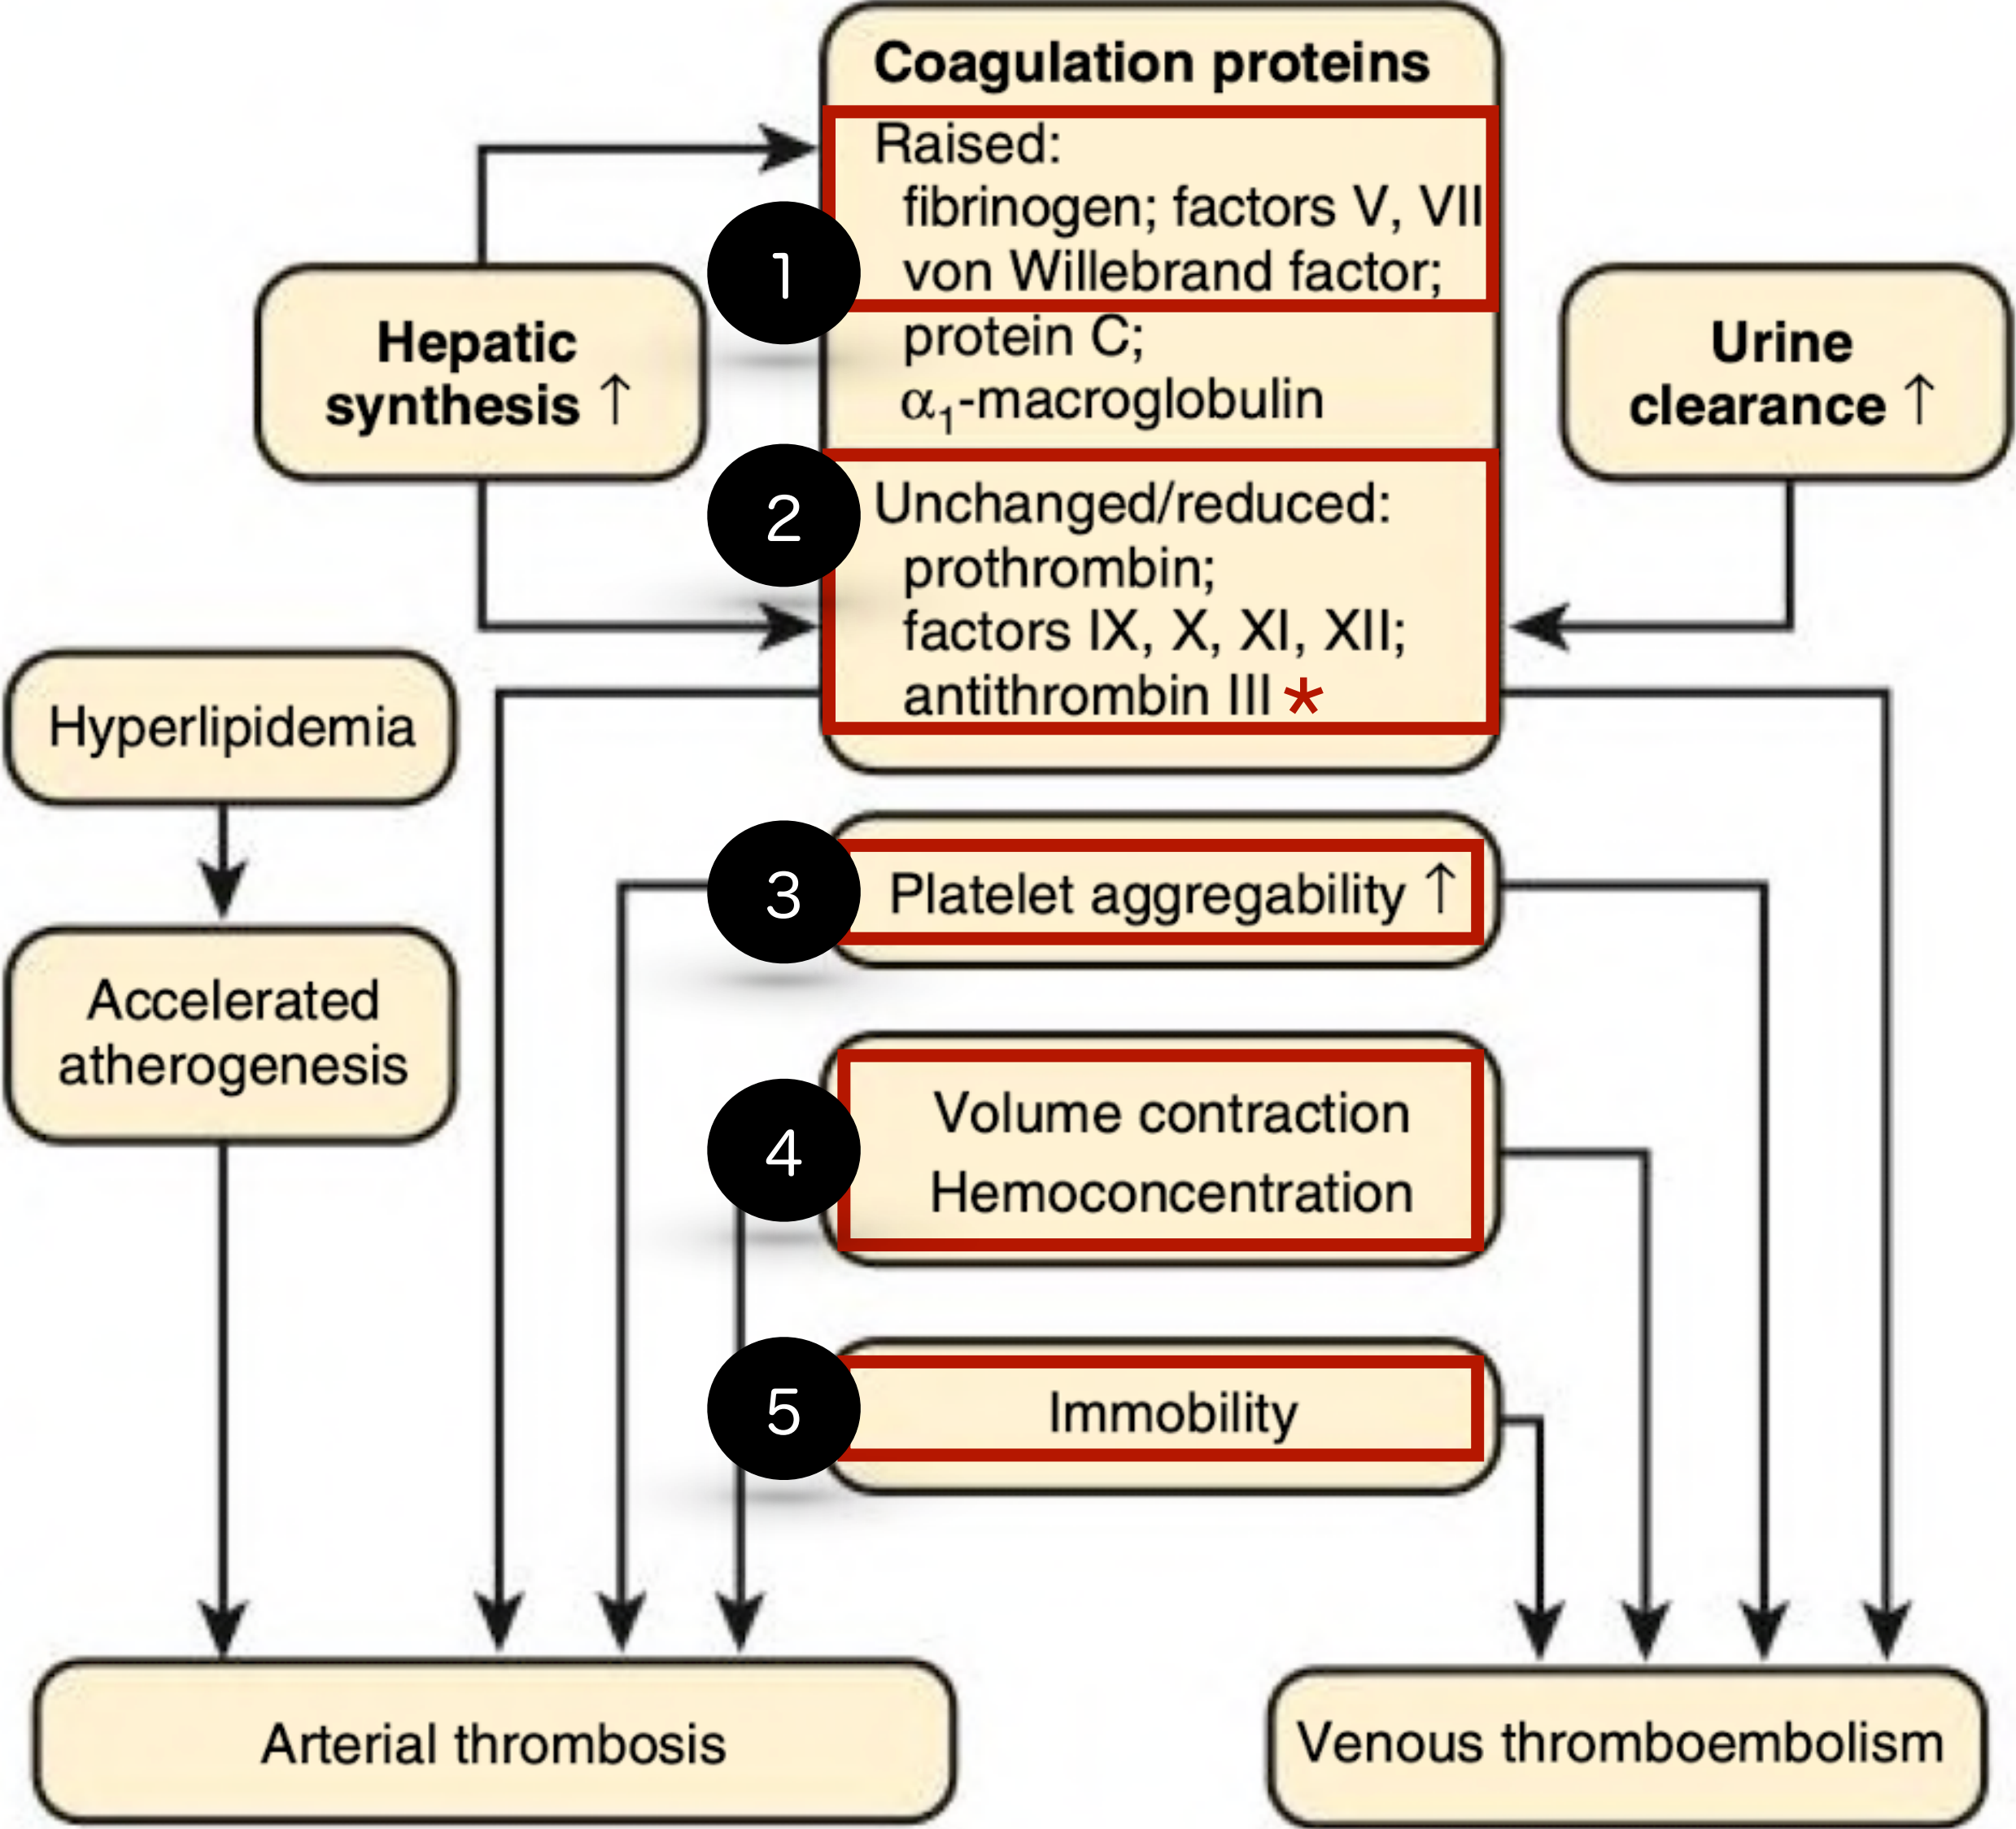 Coagulation proteins
Raised:
fibrinogen; factors V, VII
von Willebrand factor;
protein C;
α₁-macroglobulin
Unchanged/reduced:
prothrombin;
factors IX, X, XI, XII;
antithrombin III *
1
2
Hepatic
synthesis ↑
Urine
clearance ↑
Hyperlipidemia
Accelerated
atherogenesis
3
Platelet aggregability ↑
4
Volume contraction
Hemoconcentration
5
Immobility
Arterial thrombosis
Venous thromboembolism